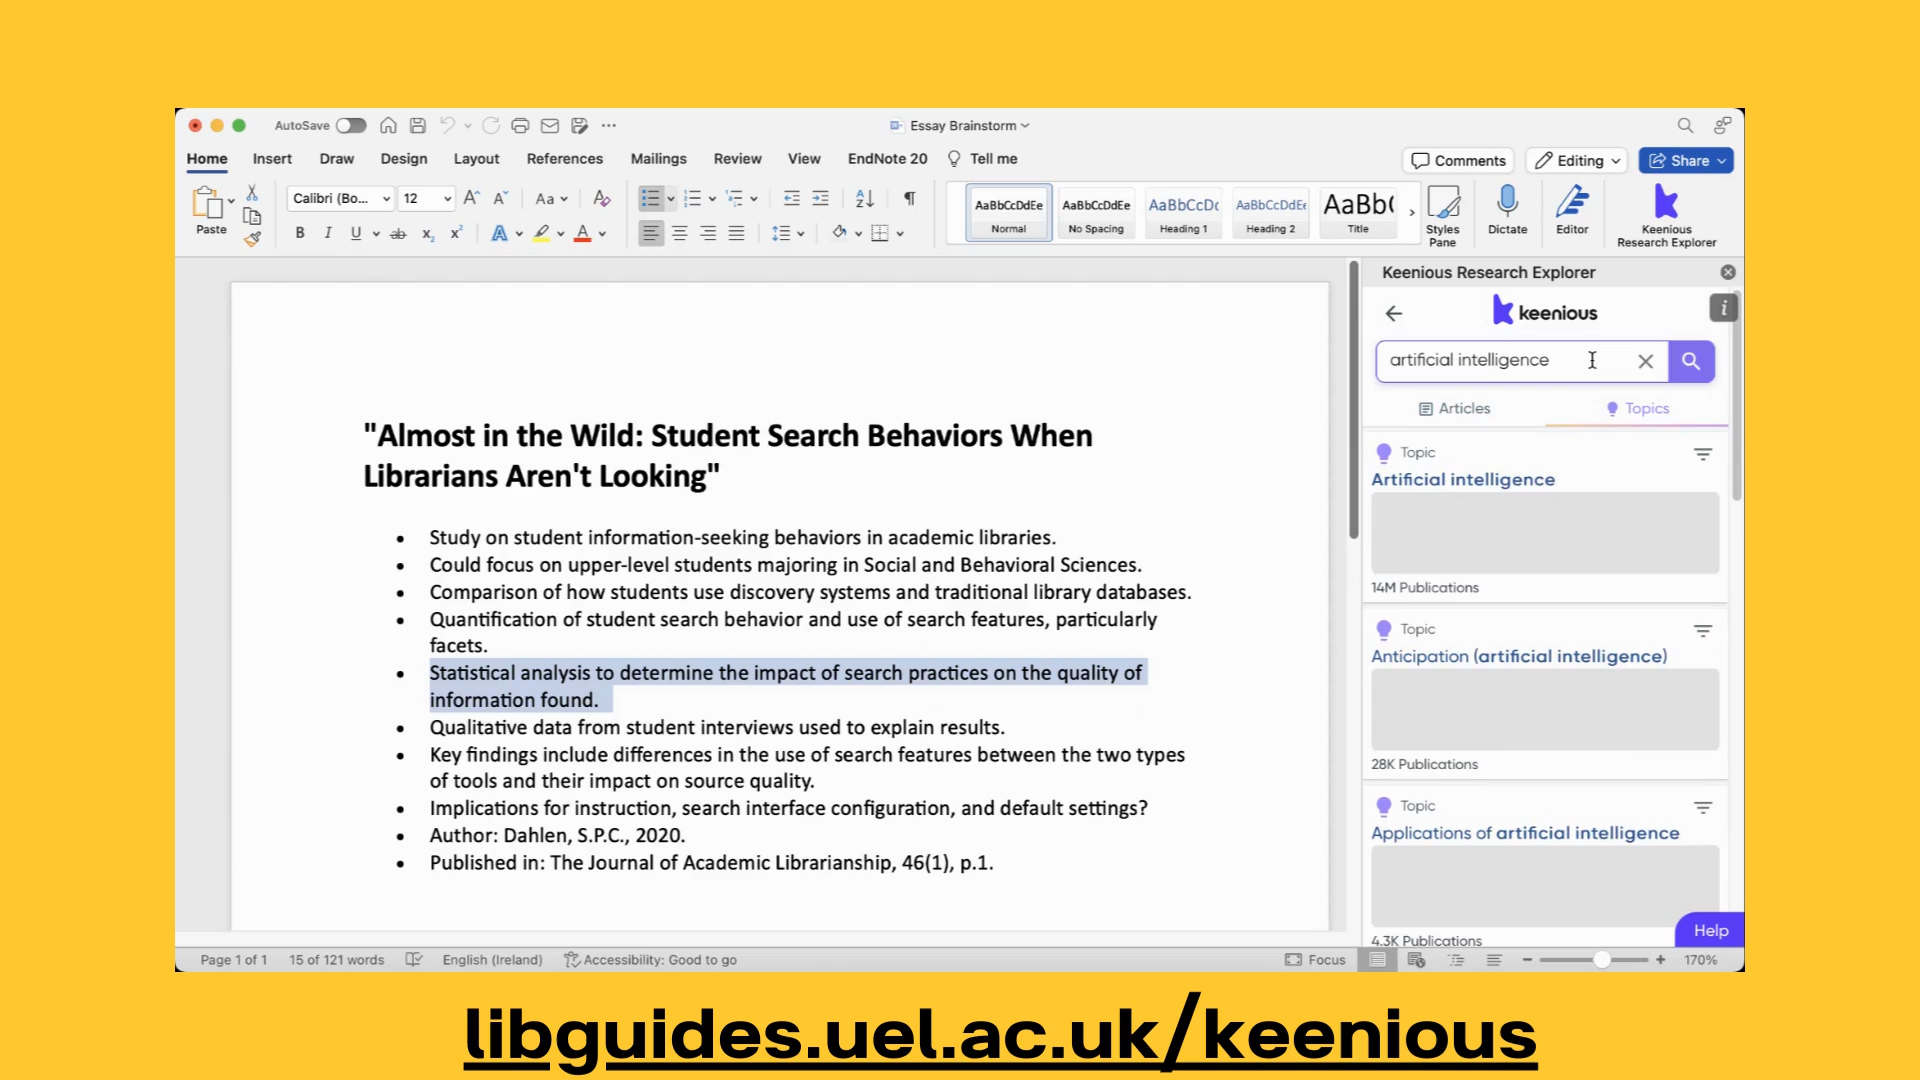 AutoSave
Essay Brainstorm
Home Insert Draw Design Layout References Mailings Review View EndNote 20 Tell me
Comments Editing Share
Paste
Calibri (Bo... 12
AaBbCcDdEe
Normal
AaBbCcDdEe
No Spacing
AaBbCcDc
Heading 1
AaBbCcDdEe
Heading 2
AaBb(
Title
Styles
Pane
Dictate
Editor
Keenious
Research Explorer
"Almost in the Wild: Student Search Behaviors When
Librarians Aren't Looking"
• Study on student information-seeking behaviors in academic libraries.
• Could focus on upper-level students majoring in Social and Behavioral Sciences.
• Comparison of how students use discovery systems and traditional library databases.
• Quantification of student search behavior and use of search features, particularly
facets.
• Statistical analysis to determine the impact of search practices on the quality of
information found.
• Qualitative data from student interviews used to explain results.
• Key findings include differences in the use of search features between the two types
of tools and their impact on source quality.
• Implications for instruction, search interface configuration, and default settings?
• Author: Dahlen, S.P.C., 2020.
• Published in: The Journal of Academic Librarianship, 46(1), p.1.
Keenious Research Explorer
keenious
artificial intelligence
Articles Topics
Topic
Artificial intelligence
14M Publications
Topic
Anticipation (artificial intelligence)
28K Publications
Topic
Applications of artificial intelligence
4.3K Publications
Help
Page 1 of 1 15 of 121 words English (Ireland) Accessibility: Good to go Focus 170%
libguides.uel.ac.uk/keenious